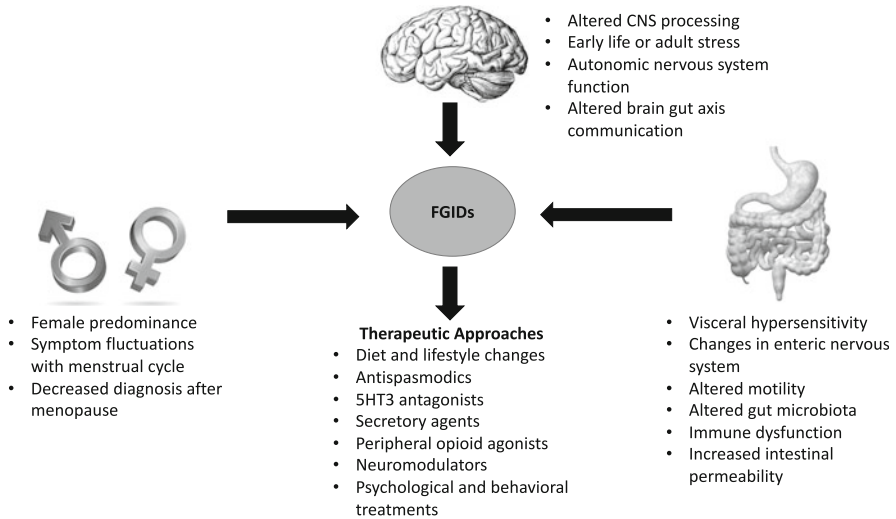 • Altered CNS processing
• Early life or adult stress
• Autonomic nervous system
function
• Altered brain gut axis
communication
FGIDs
• Female predominance
• Symptom fluctuations
with menstrual cycle
• Decreased diagnosis after
menopause
Therapeutic Approaches
• Diet and lifestyle changes
• Antispasmodics
• 5HT3 antagonists
• Secretory agents
• Peripheral opioid agonists
• Neuromodulators
• Psychological and behavioral
treatments
• Visceral hypersensitivity
• Changes in enteric nervous
system
• Altered motility
• Altered gut microbiota
• Immune dysfunction
• Increased intestinal
permeability